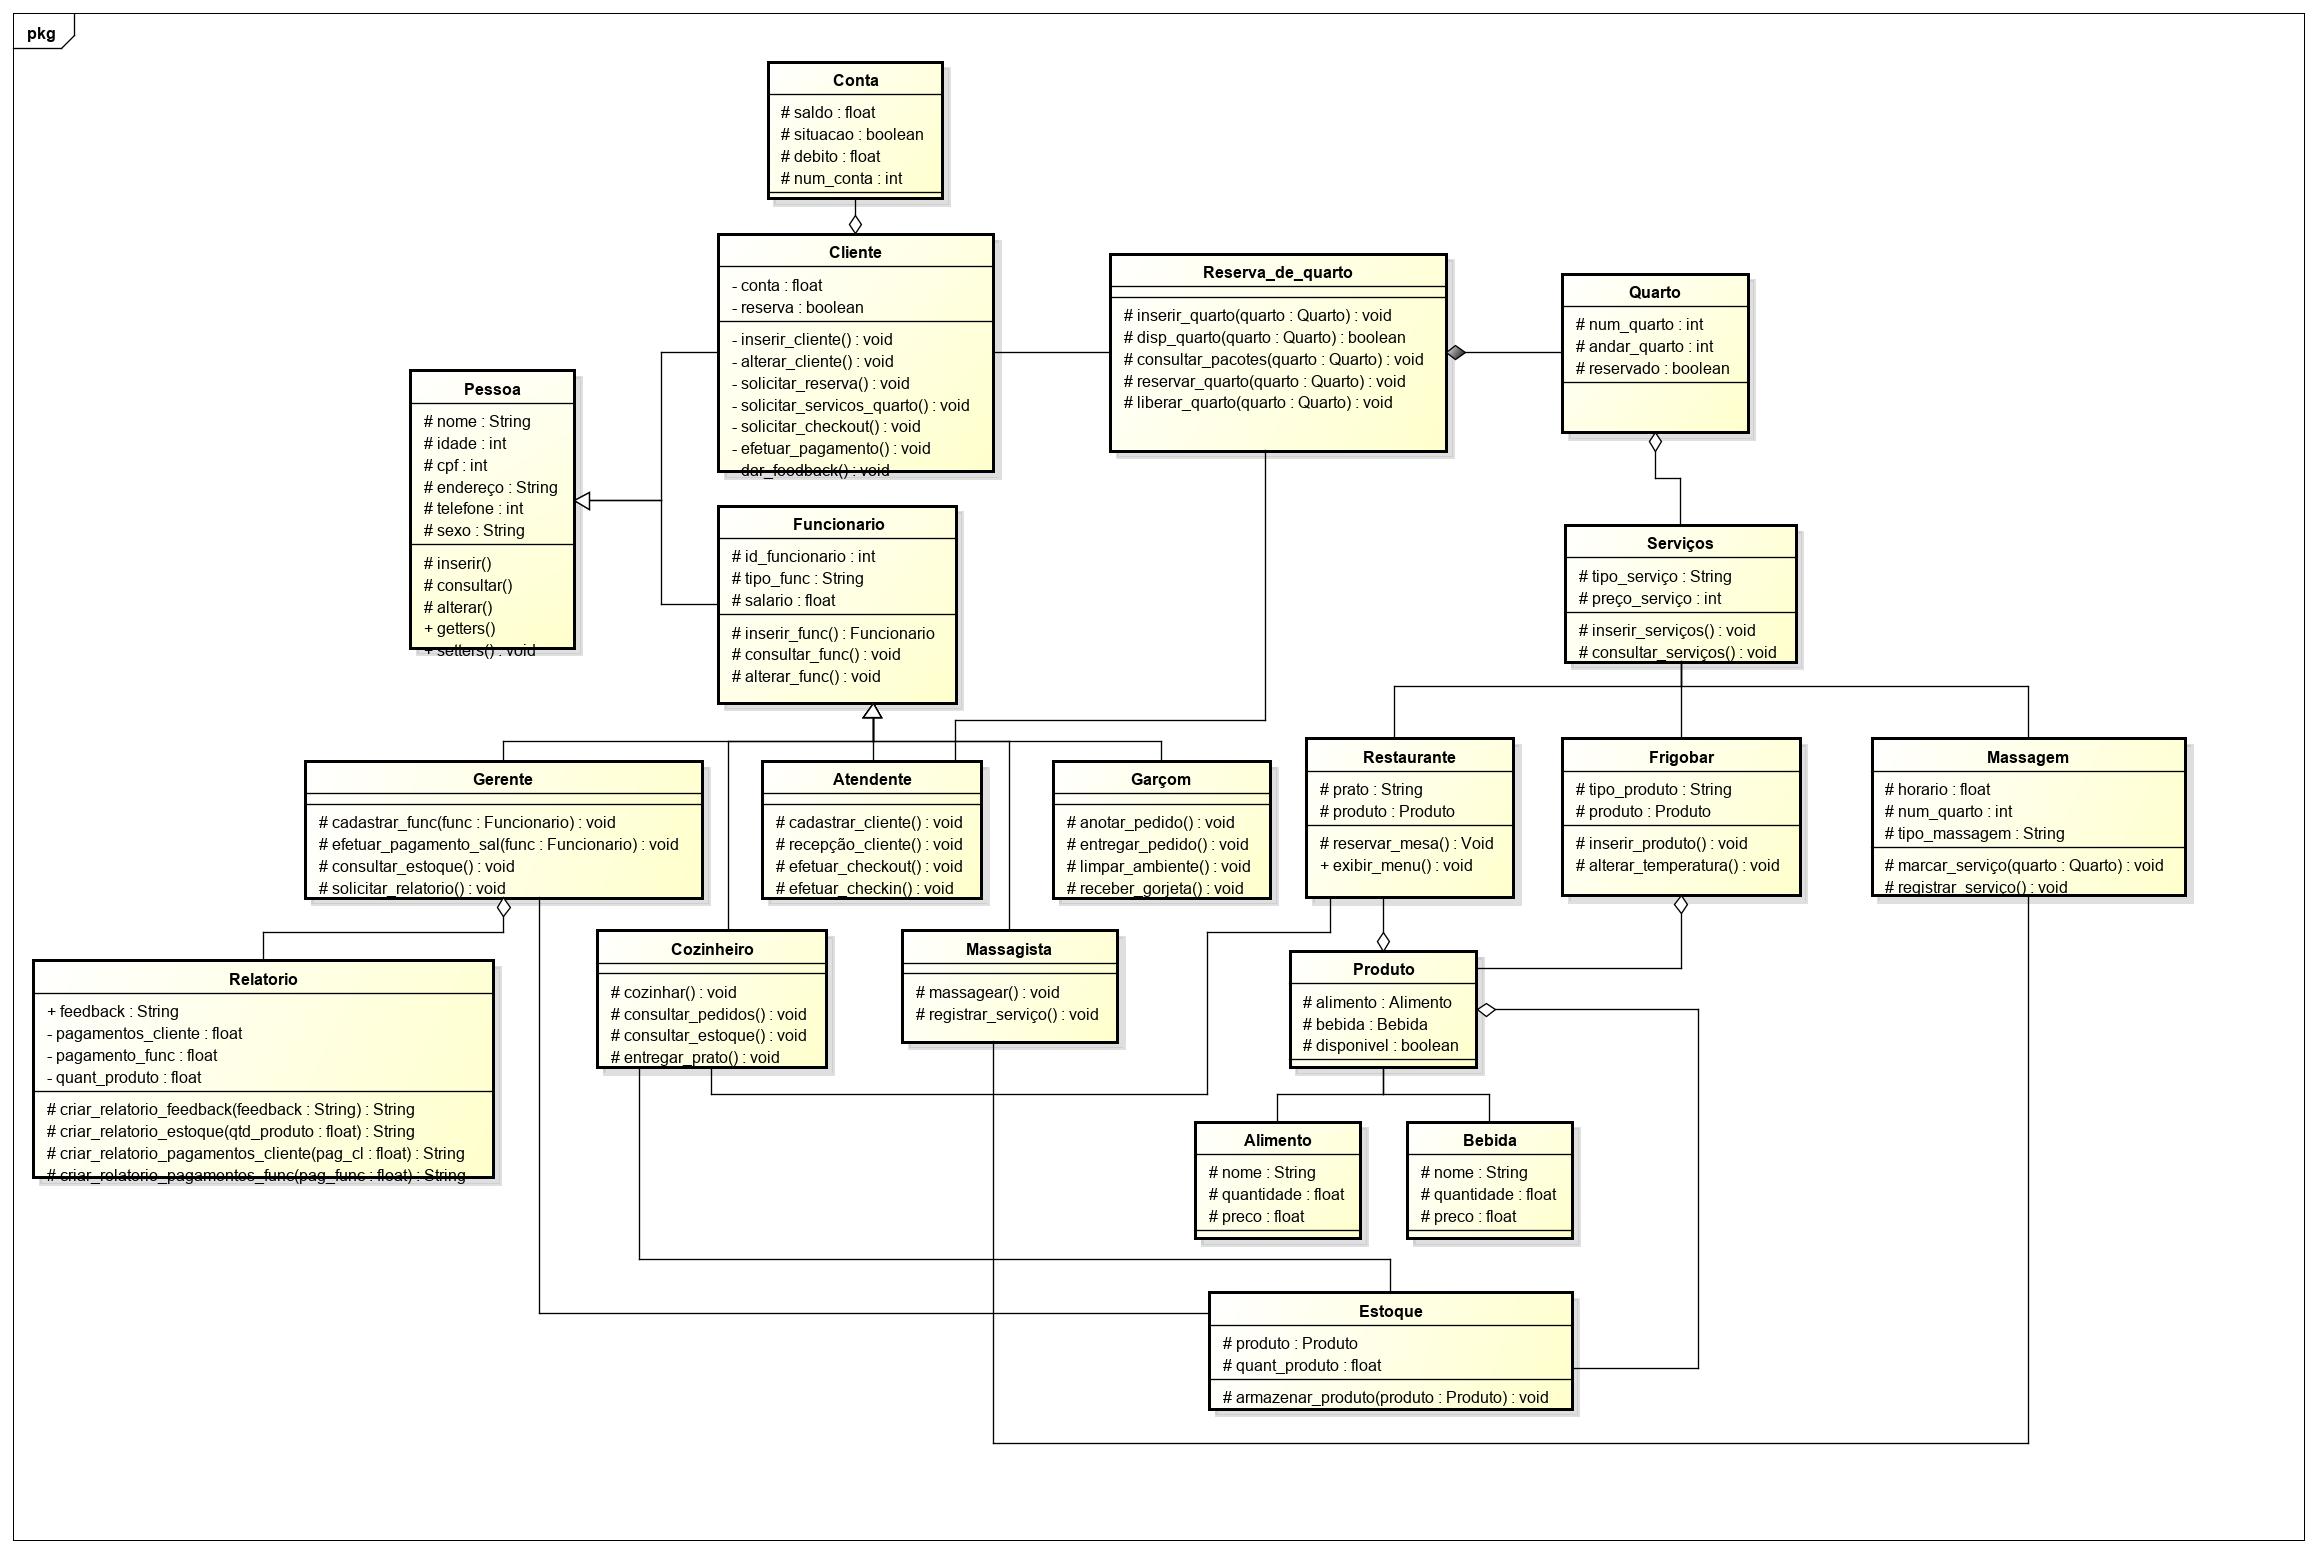 pkg
Conta
# saldo : float
# situacao : boolean
# debito : float
# num_conta : int
Cliente
- conta : float
- reserva : boolean
- inserir_cliente() : void
- alterar_cliente() : void
- solicitar_reserva() : void
- solicitar_servicos_quarto() : void
- solicitar_checkout() : void
- efetuar_pagamento() : void
- dar_feedback() : void
Reserva_de_quarto
# inserir_quarto(quarto : Quarto) : void
# disp_quarto(quarto : Quarto) : boolean
# consultar_pacotes(quarto : Quarto) : void
# reservar_quarto(quarto : Quarto) : void
# liberar_quarto(quarto : Quarto) : void
Quarto
# num_quarto : int
# andar_quarto : int
# reservado : boolean
Pessoa
# nome : String
# idade : int
# cpf : int
# endereço : String
# telefone : int
# sexo : String
# inserir()
# consultar()
# alterar()
+ getters()
+ setters() : void
Funcionario
# id_funcionario : int
# tipo_func : String
# salario : float
# inserir_func() : Funcionario
# consultar_func() : void
# alterar_func() : void
Serviços
# tipo_serviço : String
# preço_serviço : int
# inserir_serviços() : void
# consultar_serviços() : void
Gerente
# cadastrar_func(func : Funcionario) : void
# efetuar_pagamento_sal(func : Funcionario) : void
# consultar_estoque() : void
# solicitar_relatorio() : void
Atendente
# cadastrar_cliente() : void
# recepção_cliente() : void
# efetuar_checkout() : void
# efetuar_checkin() : void
Garçom
# anotar_pedido() : void
# entregar_pedido() : void
# limpar_ambiente() : void
# receber_gorjeta() : void
Restaurante
# prato : String
# produto : Produto
# reservar_mesa() : Void
+ exibir_menu() : void
Frigobar
# tipo_produto : String
# produto : Produto
# inserir_produto() : void
# alterar_temperatura() : void
Massagem
# horario : float
# num_quarto : int
# tipo_massagem : String
# marcar_serviço(quarto : Quarto) : void
# registrar_serviço() : void
Relatorio
+ feedback : String
- pagamentos_cliente : float
- pagamento_func : float
- quant_produto : float
# criar_relatorio_feedback(feedback : String) : String
# criar_relatorio_estoque(qtd_produto : float) : String
# criar_relatorio_pagamentos_cliente(pag_cl : float) : String
# criar_relatorio_pagamentos_func(pag_func : float) : String
Cozinheiro
# cozinhar() : void
# consultar_pedidos() : void
# consultar_estoque() : void
# entregar_prato() : void
Massagista
# massagear() : void
# registrar_serviço() : void
Produto
# alimento : Alimento
# bebida : Bebida
# disponivel : boolean
Alimento
# nome : String
# quantidade : float
# preco : float
Bebida
# nome : String
# quantidade : float
# preco : float
Estoque
# produto : Produto
# quant_produto : float
# armazenar_produto(produto : Produto) : void